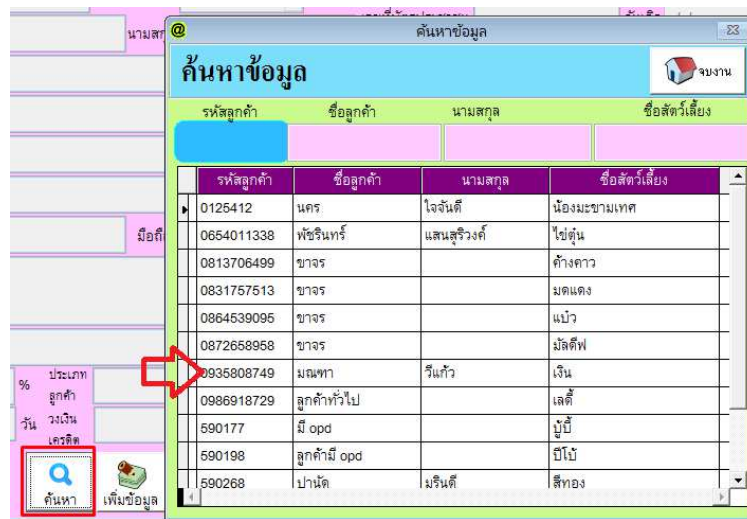 นามสกุ
@ ค้นหาข้อมูล
ค้นหาข้อมูล จบงาน
รหัสลูกค้า ชื่อลูกค้า นามสกุล ชื่อสัตว์เลี้ยง
รหัสลูกค้า ชื่อลูกค้า นามสกุล ชื่อสัตว์เลี้ยง
0125412 นคร ใจจันดี น้องมะขามเทศ
0654011338 พัชรินทร์ แสนสุริวงค์ ไข่ตุ๋น
0813706499 ขาจร ค้างคาว
0831757513 ขาจร มดแดง
0864539095 ขาจร แบ๋ว
0872658958 ขาจร มัลดีฟ
0935808749 มณฑา วีแก้ว เงิน
0986918729 ลูกค้าทั่วไป เลดี้
590177 มี opd บู้บี้
590198 ลูกค้ามี opd ปีโบ้
590268 ปานัด มรินดี สีทอง
มือถื
% ประเภท
ลูกค้า
วัน วงเงิน
เครดิต
ค้นหา เพิ่มข้อมูล